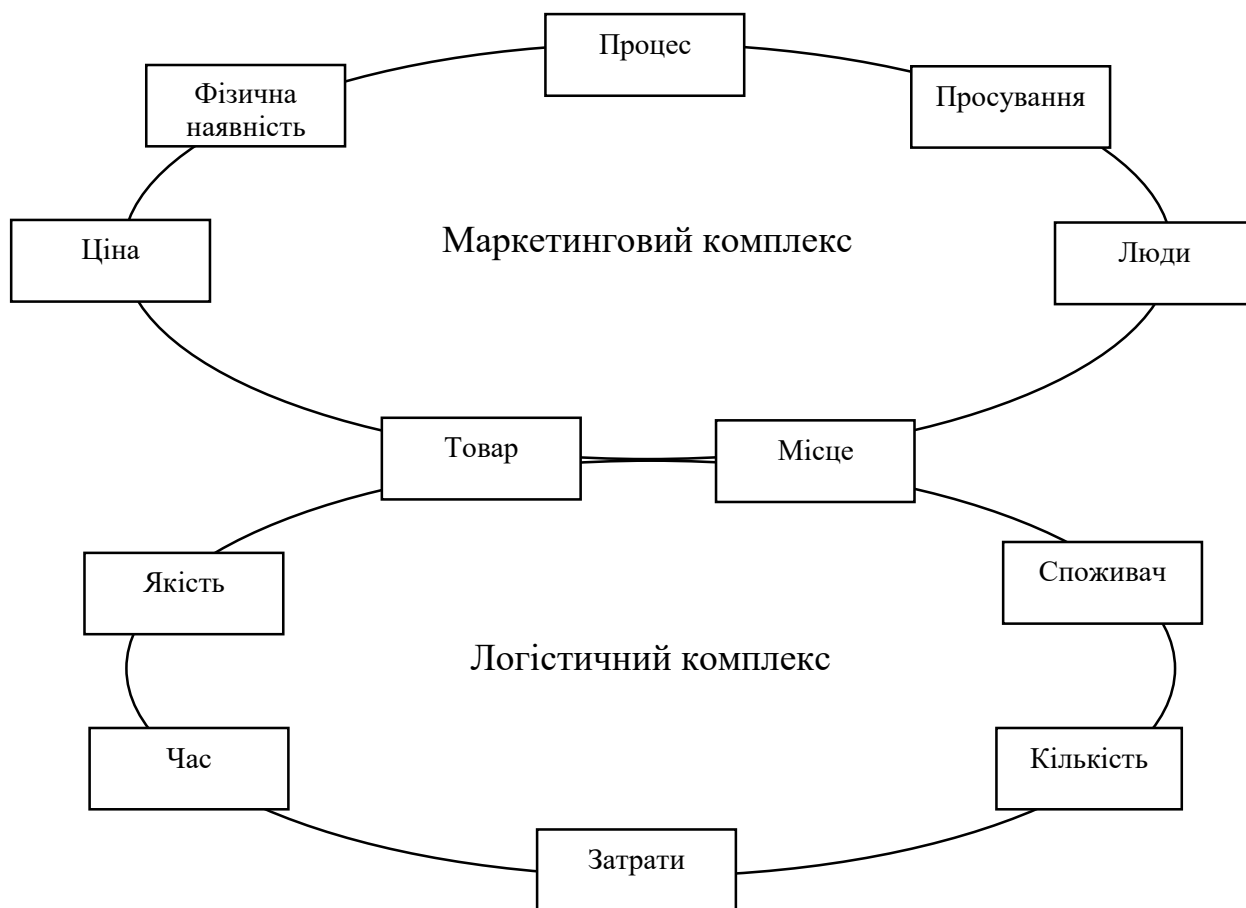 Процес
Фізична
наявність
Просування
Ціна
Маркетинговий комплекс
Люди
Товар
Місце
Якість
Споживач
Логістичний комплекс
Час
Кількість
Затрати